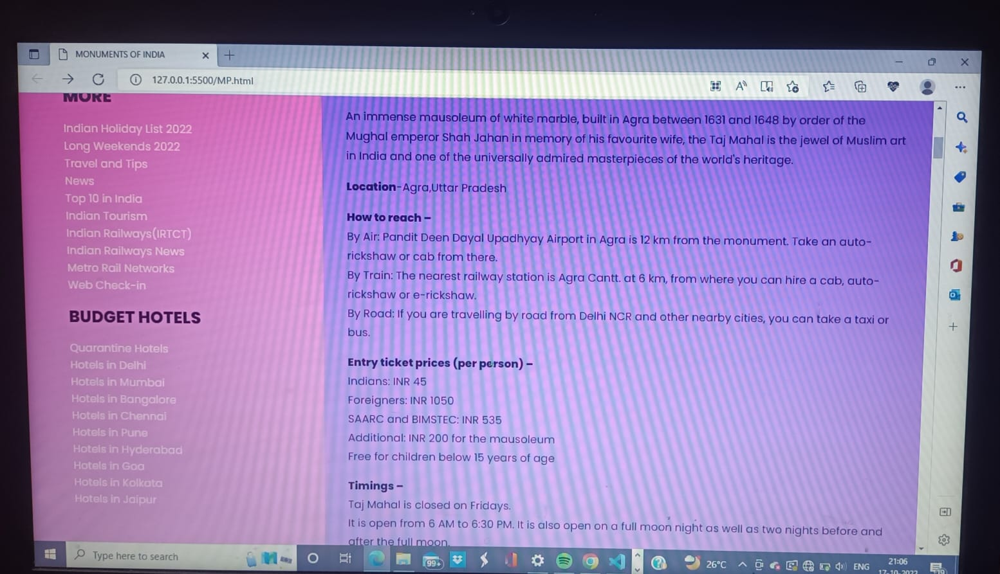 MONUMENTS OF INDIA
127.0.0.1:5500/MP.html
MORE
Indian Holiday List 2022
Long Weekends 2022
Travel and Tips
News
Top 10 in India
Indian Tourism
Indian Railways(IRTCT)
Indian Railways News
Metro Rail Networks
Web Check-in
BUDGET HOTELS
Quarantine Hotels
Hotels in Delhi
Hotels in Mumbai
Hotels in Bangalore
Hotels in Chennai
Hotels in Pune
Hotels in Hyderabad
Hotels in Goa
Hotels in Kolkata
Hotels in Jaipur
An immense mausoleum of white marble, built in Agra between 1631 and 1648 by order of the
Mughal emperor Shah Jahan in memory of his favourite wife, the Taj Mahal is the jewel of Muslim art
in India and one of the universally admired masterpieces of the world's heritage.
Location-Agra,Uttar Pradesh
How to reach –
By Air: Pandit Deen Dayal Upadhyay Airport in Agra is 12 km from the monument. Take an auto-
rickshaw or cab from there.
By Train: The nearest railway station is Agra Cantt. at 6 km, from where you can hire a cab, auto-
rickshaw or e-rickshaw.
By Road: If you are travelling by road from Delhi NCR and other nearby cities, you can take a taxi or
bus.
Entry ticket prices (per person) –
Indians: INR 45
Foreigners: INR 1050
SAARC and BIMSTEC: INR 535
Additional: INR 200 for the mausoleum
Free for children below 15 years of age
Timings –
Taj Mahal is closed on Fridays.
It is open from 6 AM to 6:30 PM. It is also open on a full moon night as well as two nights before and
after the full moon.
Type here to search
99+
26°C
ENG
21:06
17-10-2022